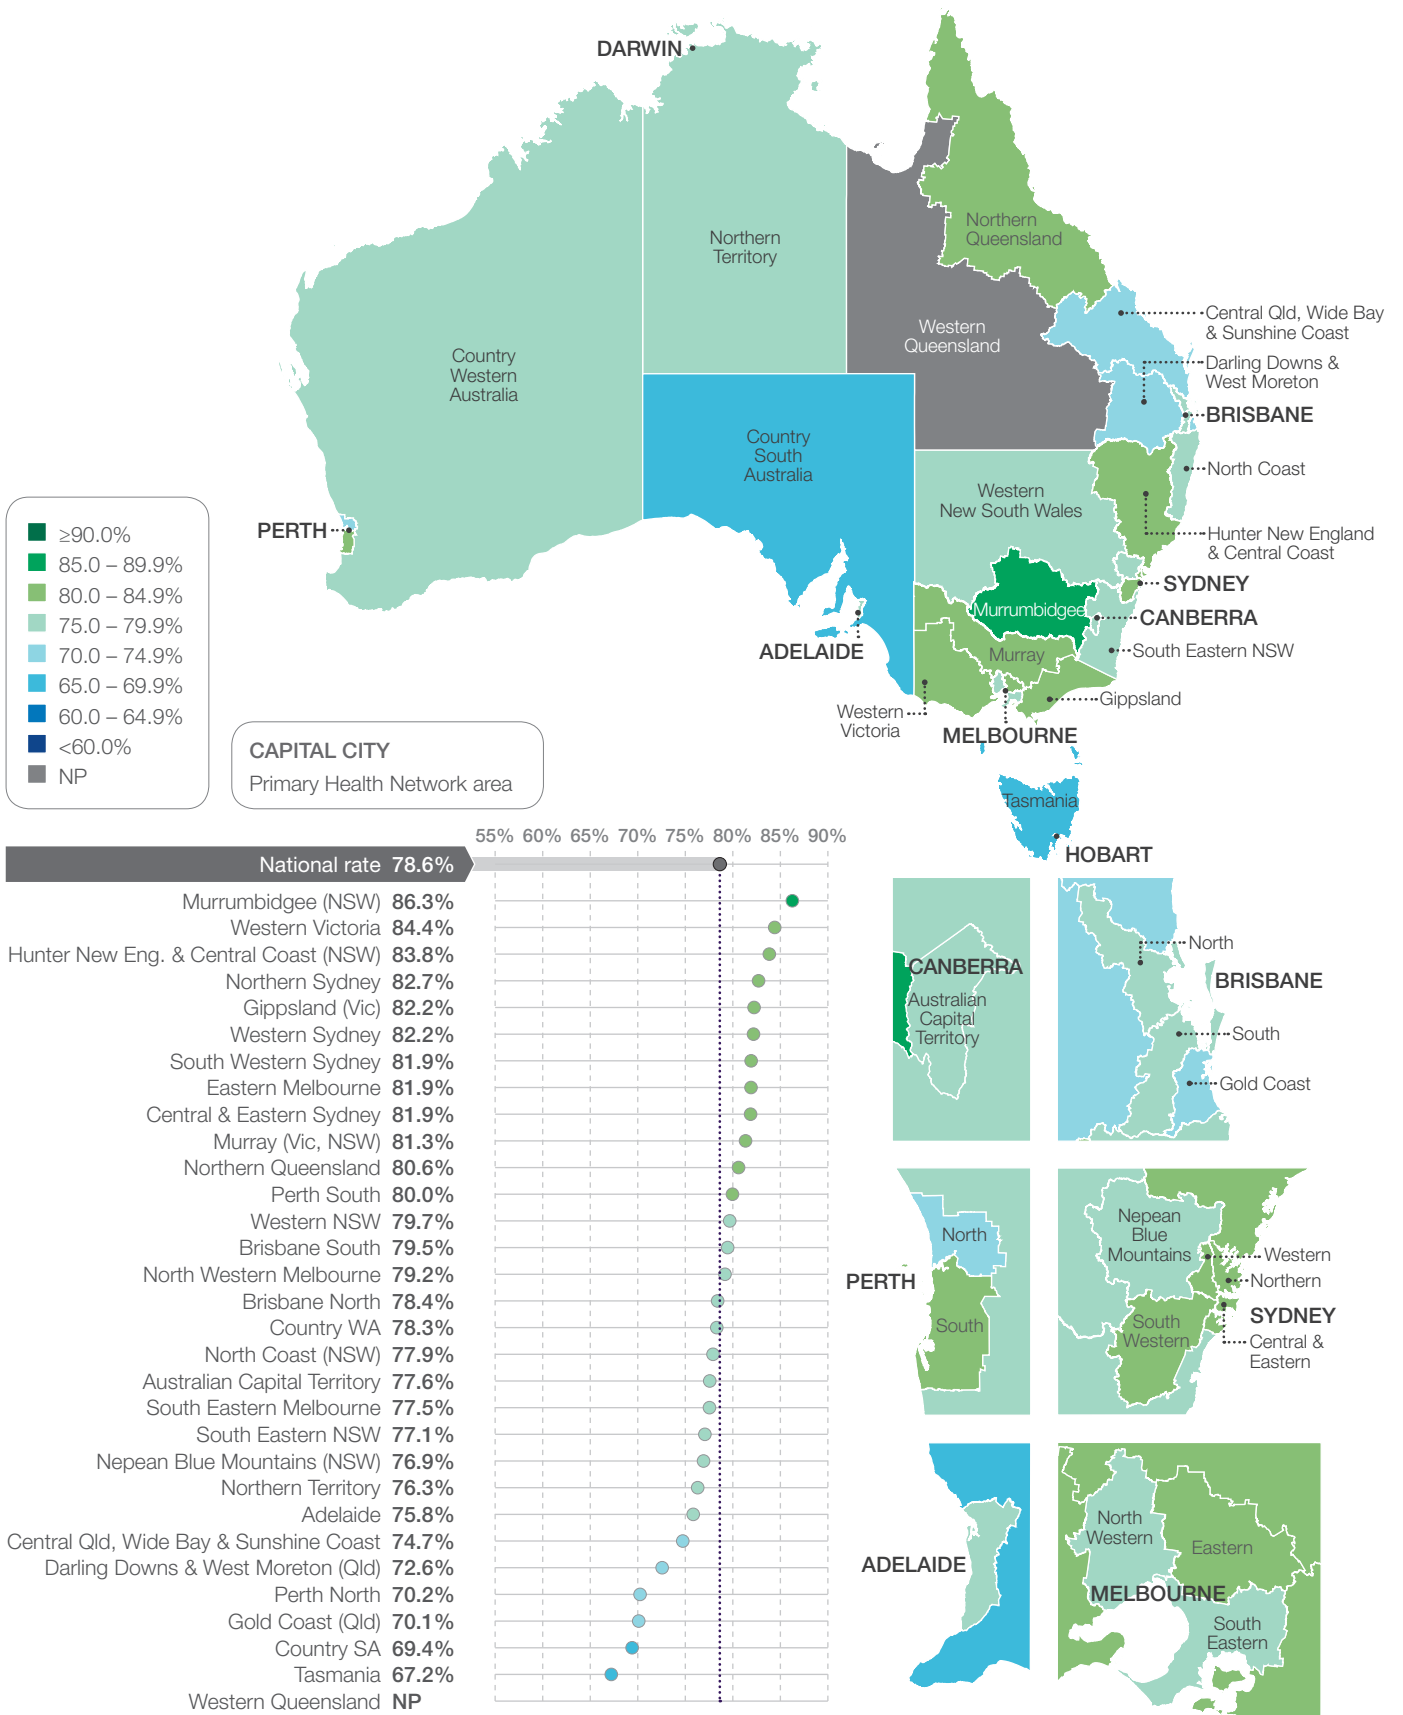 DARWIN
Northern
Queensland
Northern
Territory
Central Qld, Wide Bay
& Sunshine Coast
Western
Queensland
Country
Western
Australia
Darling Downs &
West Moreton
BRISBANE
Country
South
Australia
North Coast
Western
New South Wales
PERTH
Hunter New England
& Central Coast
SYDNEY
Murrumbidgee
CANBERRA
ADELAIDE
Murray
South Eastern NSW
Gippsland
Western
Victoria
MELBOURNE
Tasmania
HOBART
≥90.0%
85.0 – 89.9%
80.0 – 84.9%
75.0 – 79.9%
70.0 – 74.9%
65.0 – 69.9%
60.0 – 64.9%
<60.0%
NP
CAPITAL CITY
Primary Health Network area
55% 60% 65% 70% 75% 80% 85% 90%
National rate 78.6%
Murrumbidgee (NSW) 86.3%
Western Victoria 84.4%
Hunter New Eng. & Central Coast (NSW) 83.8%
Northern Sydney 82.7%
Gippsland (Vic) 82.2%
Western Sydney 82.2%
South Western Sydney 81.9%
Eastern Melbourne 81.9%
Central & Eastern Sydney 81.9%
Murray (Vic, NSW) 81.3%
Northern Queensland 80.6%
Perth South 80.0%
Western NSW 79.7%
Brisbane South 79.5%
North Western Melbourne 79.2%
Brisbane North 78.4%
Country WA 78.3%
North Coast (NSW) 77.9%
Australian Capital Territory 77.6%
South Eastern Melbourne 77.5%
South Eastern NSW 77.1%
Nepean Blue Mountains (NSW) 76.9%
Northern Territory 76.3%
Adelaide 75.8%
Central Qld, Wide Bay & Sunshine Coast 74.7%
Darling Downs & West Moreton (Qld) 72.6%
Perth North 70.2%
Gold Coast (Qld) 70.1%
Country SA 69.4%
Tasmania 67.2%
Western Queensland NP
CANBERRA
Australian
Capital
Territory
North
BRISBANE
South
Gold Coast
North
PERTH
South
Nepean
Blue
Mountains
Western
Northern
SYDNEY
South
Western
Central &
Eastern
ADELAIDE
North
Western
Eastern
MELBOURNE
South
Eastern